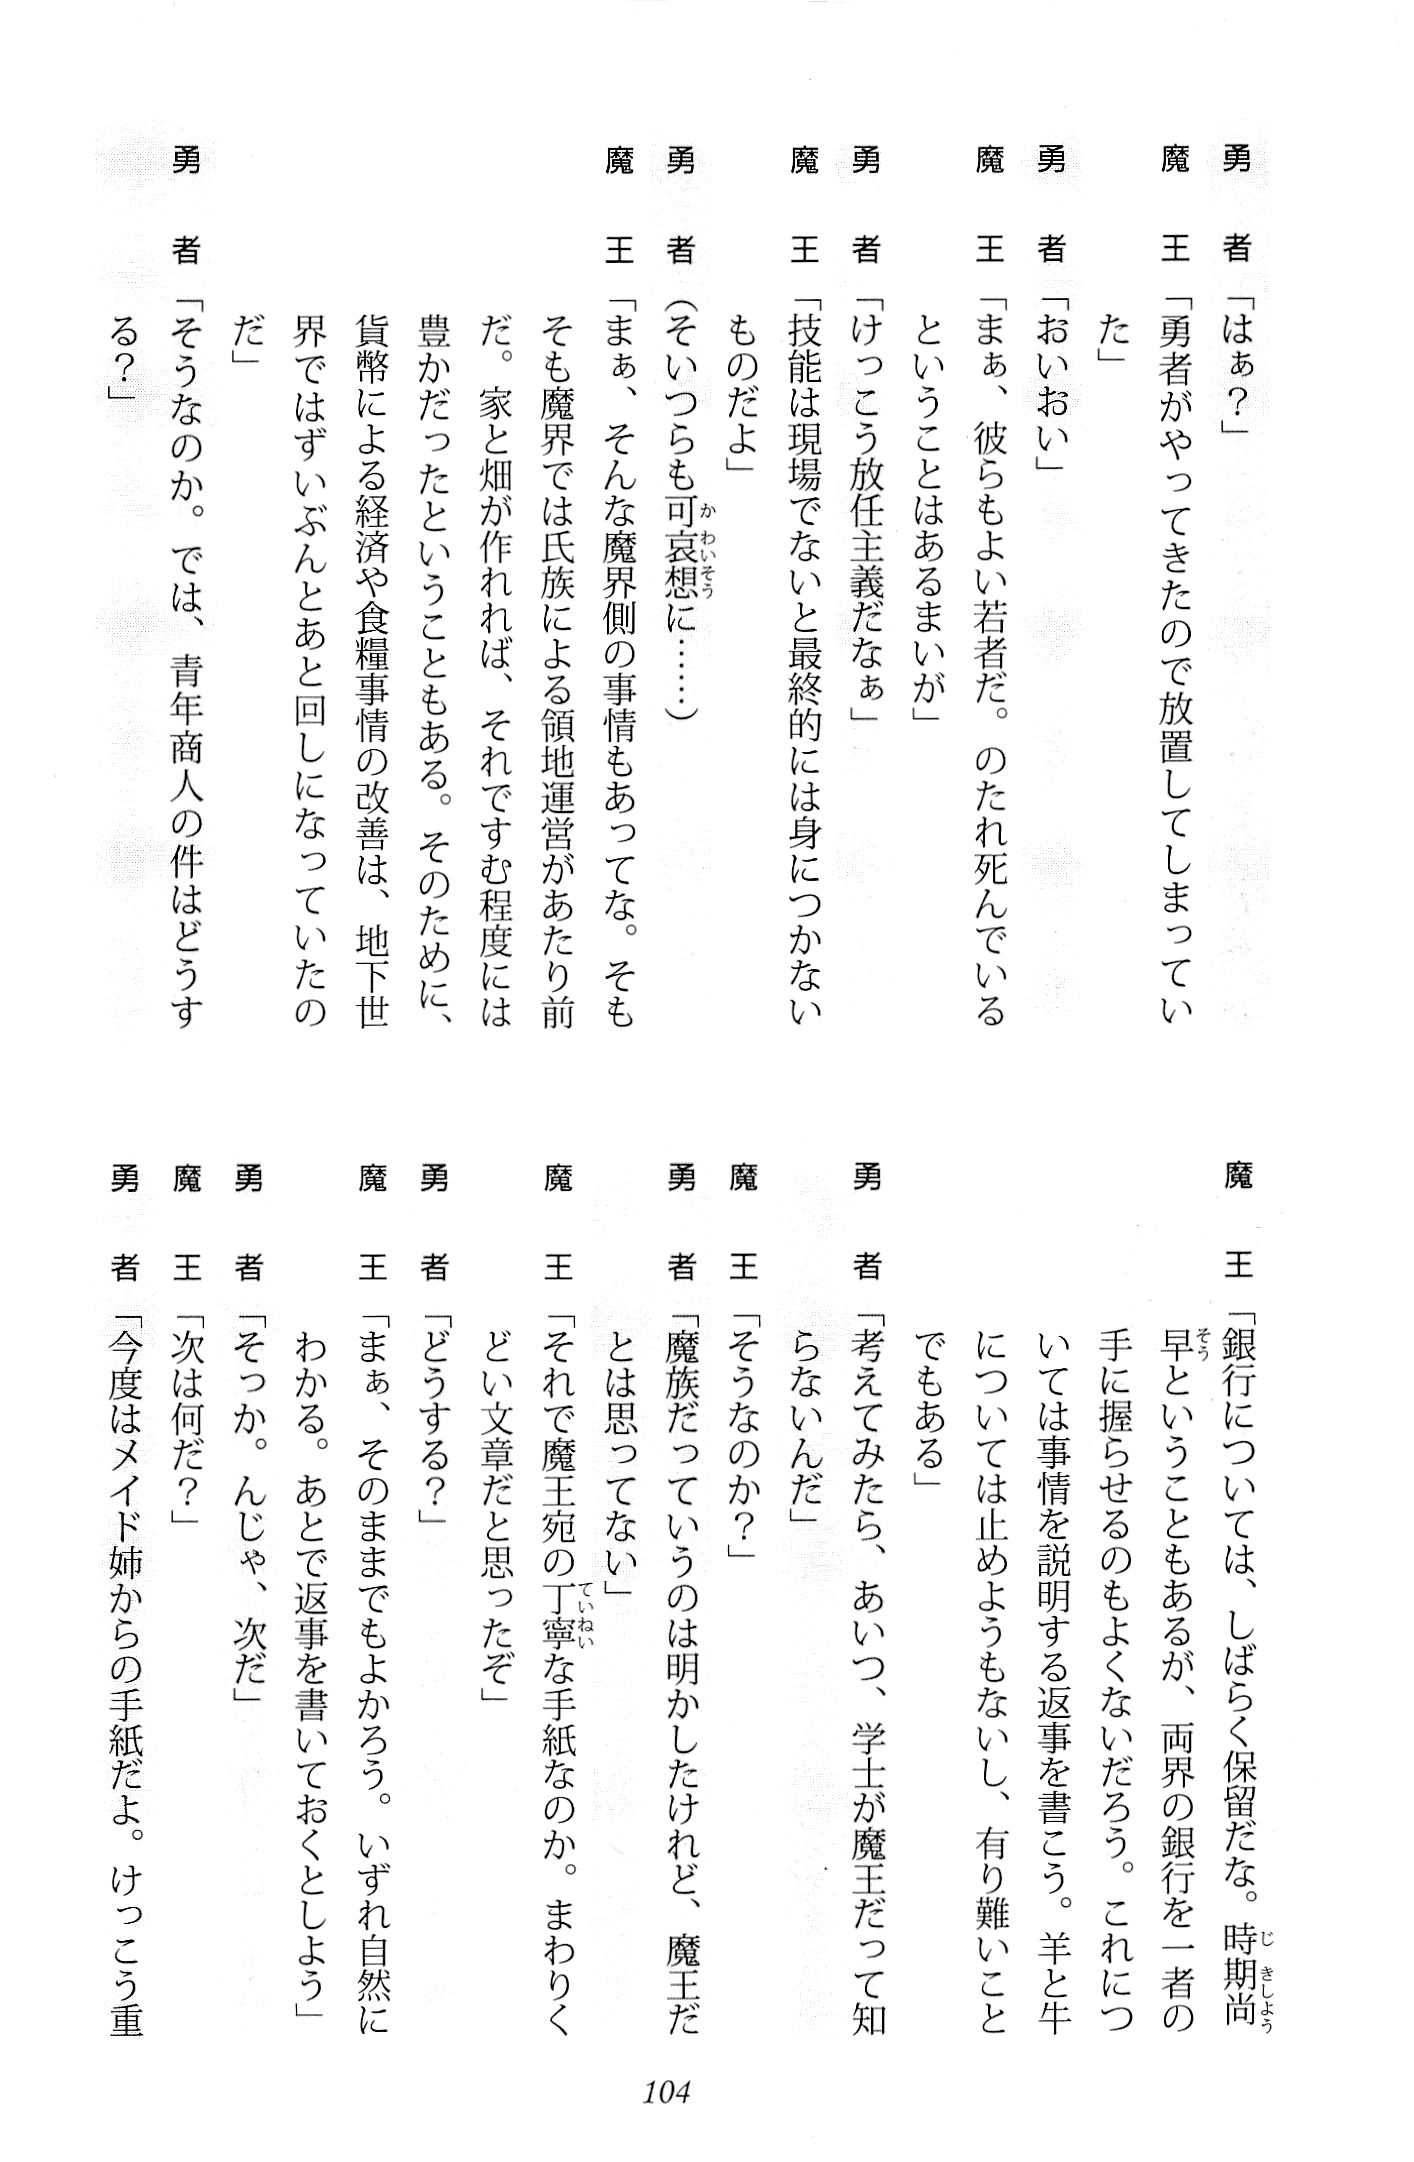 勇　者「はぁ？」
魔　王「勇者がやってきたので放置してしまってい
た」
勇　者「おいおい」
魔　王「まぁ、彼らもよい若者だ。のたれ死んでいる
ということはあるまいが」
勇　者「けっこう放任主義だなぁ」
魔　王「技能は現場でないと最終的には身につかない
ものだよ」
勇　者（そいつらも可哀想に……）
魔　王「まぁ、そんな魔界側の事情もあってな。そも
そも魔界では氏族による領地運営があたり前
だ。家と畑が作れれば、それですむ程度には
豊かだったということもある。そのために、
貨幣による経済や食糧事情の改善は、地下世
界ではずいぶんとあと回しになっていたの
だ」
勇　者「そうなのか。では、青年商人の件はどうす
る？」
魔　王「銀行については、しばらく保留だな。時期尚
早ということもあるが、両界の銀行を一者の
手に握らせるのもよくないだろう。これにつ
いては事情を説明する返事を書こう。羊と牛
については止めようもないし、有り難いこと
でもある」
勇　者「考えてみたら、あいつ、学士が魔王だって知
らないんだ」
魔　王「そうなのか？」
勇　者「魔族だっていうのは明かしたけれど、魔王だ
とは思ってない」
魔　王「それで魔王宛の丁寧な手紙なのか。まわりく
どい文章だと思ったぞ」
勇　者「どうする？」
魔　王「まぁ、そのままでもよかろう。いずれ自然に
わかる。あとで返事を書いておくとしよう」
勇　者「そっか。んじゃ、次だ」
魔　王「次は何だ？」
勇　者「今度はメイド姉からの手紙だよ。けっこう重
104